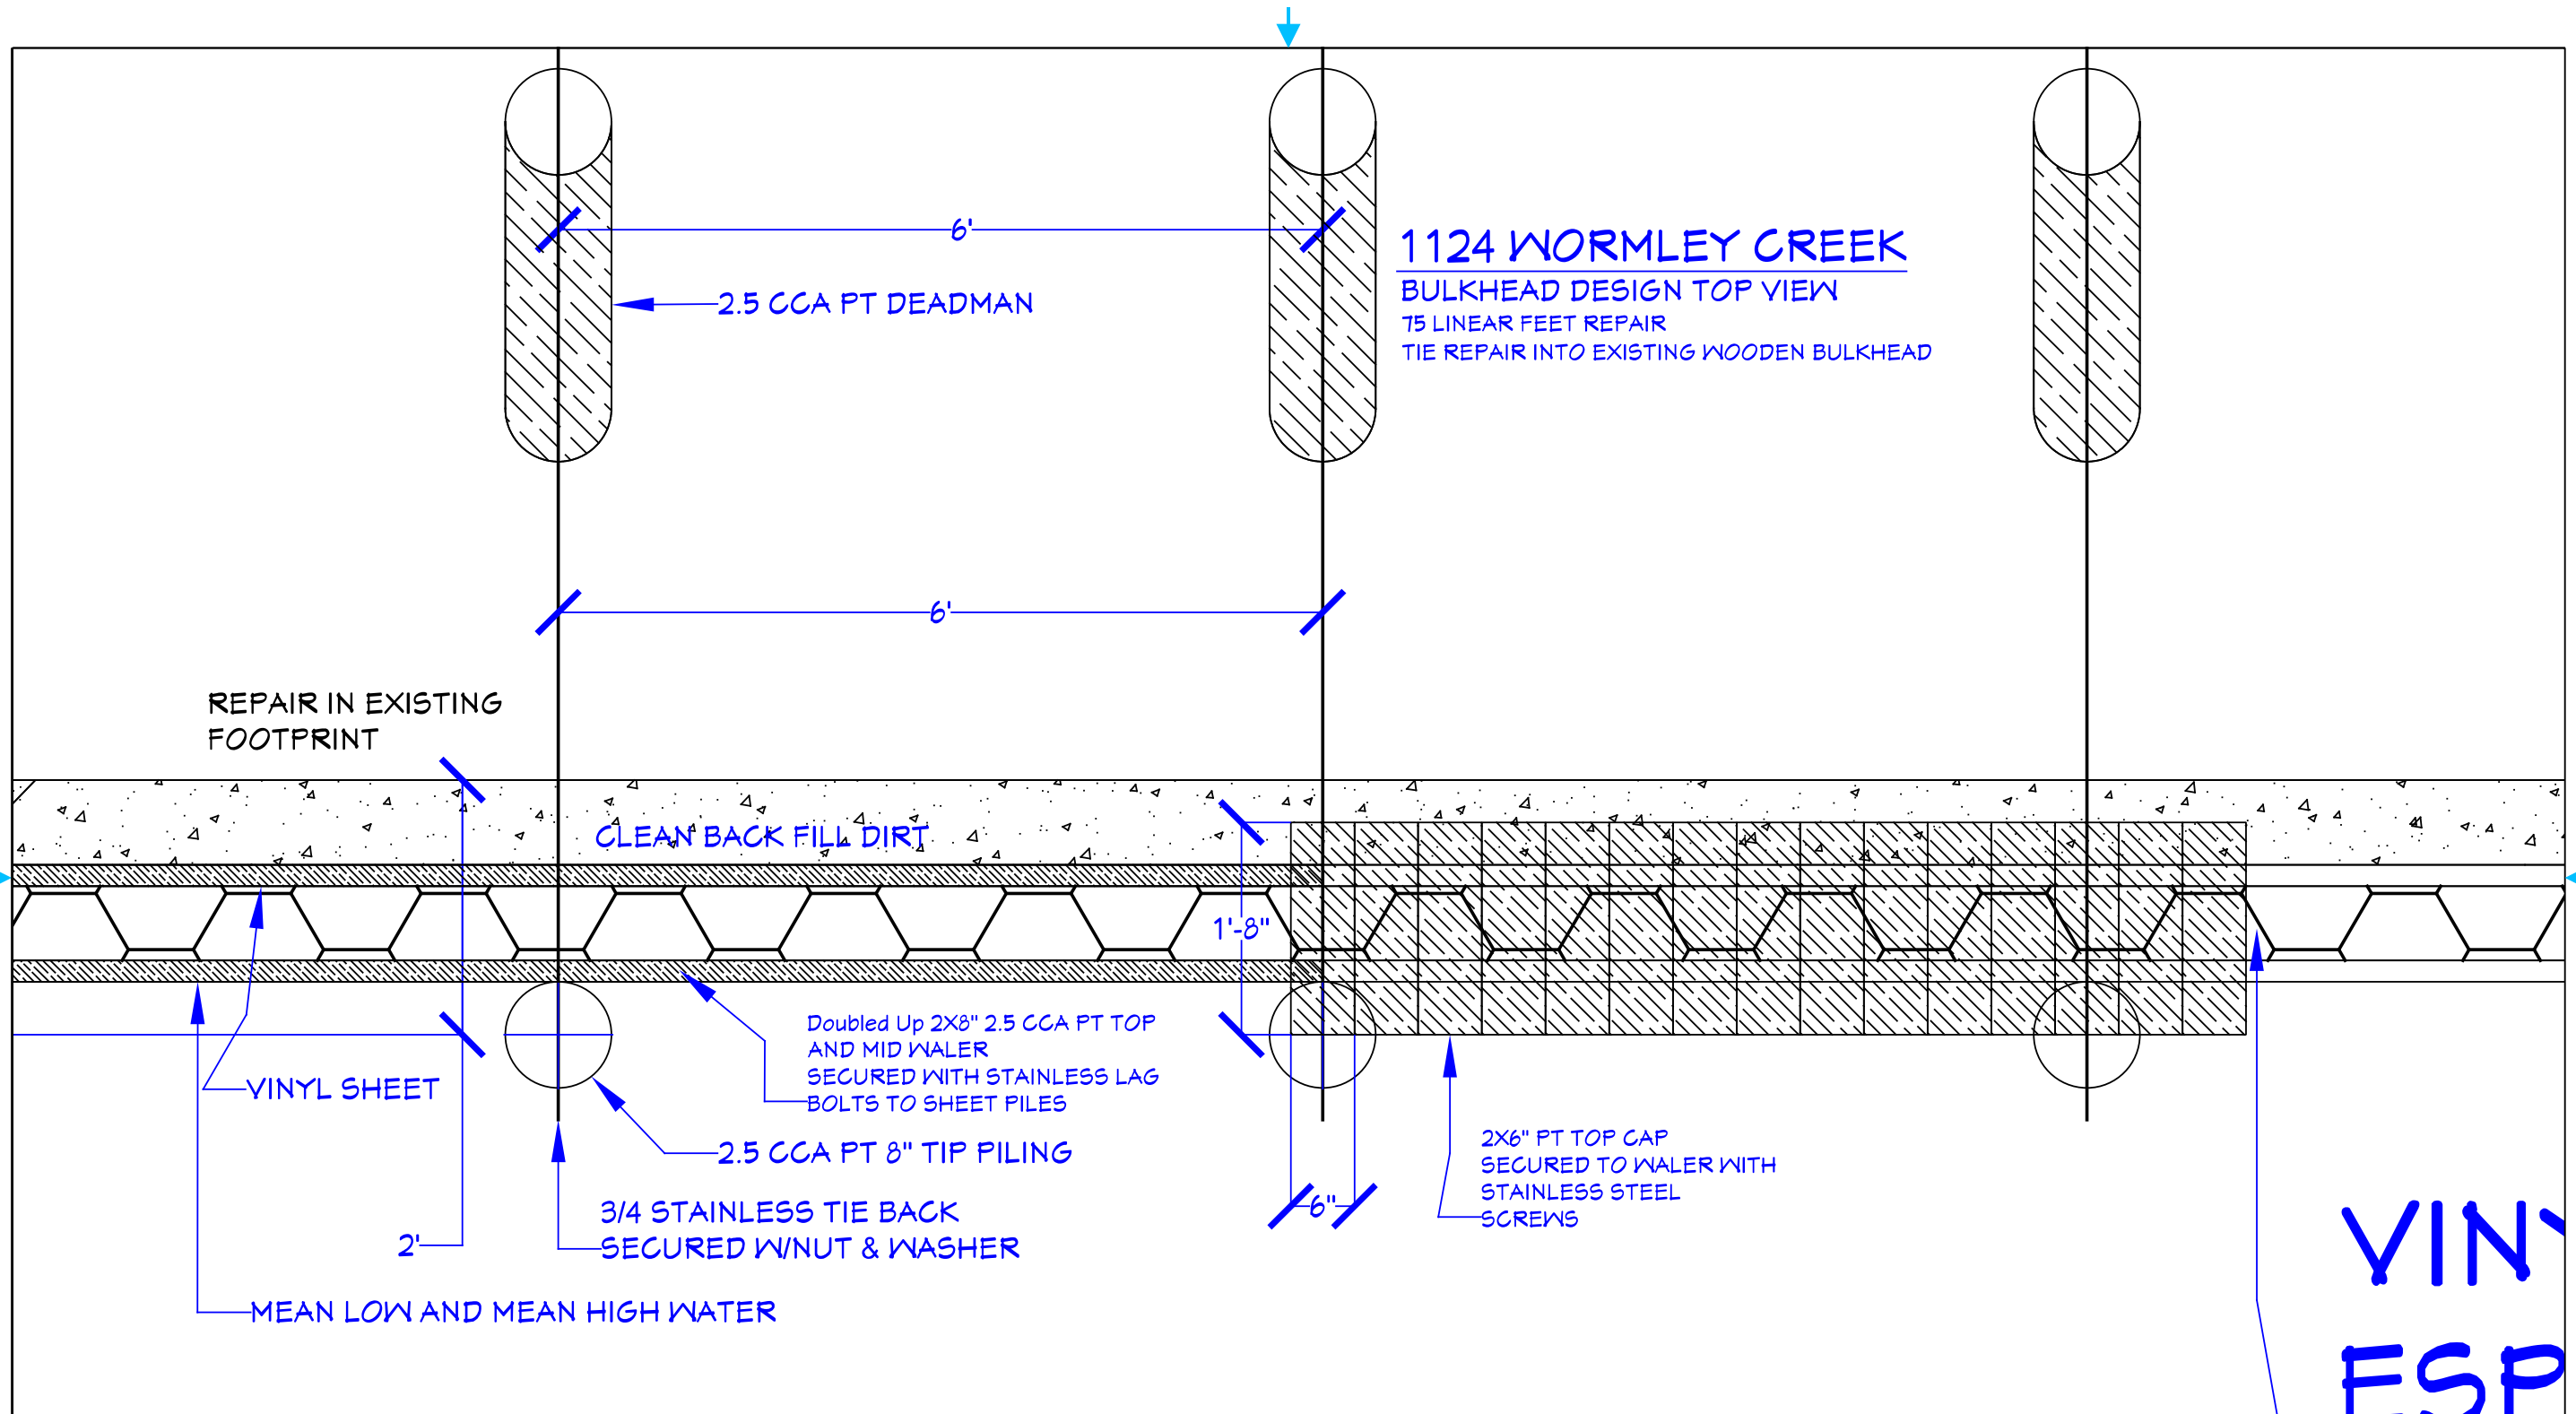 6'
2.5 CCA PT DEADMAN
1124 WORMLEY CREEK
BULKHEAD DESIGN TOP VIEW
75 LINEAR FEET REPAIR
TIE REPAIR INTO EXISTING WOODEN BULKHEAD
6'
REPAIR IN EXISTING
FOOTPRINT
CLEAN BACK FILL DIRT
1'-8"
Doubled Up 2X8" 2.5 CCA PT TOP
AND MID WALER
SECURED WITH STAINLESS LAG
BOLTS TO SHEET PILES
VINYL SHEET
2.5 CCA PT 8" TIP PILING
2X6" PT TOP CAP
SECURED TO WALER WITH
STAINLESS STEEL
SCREWS
6"
3/4 STAINLESS TIE BACK
SECURED W/NUT & WASHER
2'
MEAN LOW AND MEAN HIGH WATER